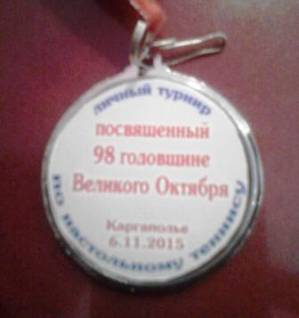 личный турнир
посвященный
98 годовщине
Великого Октября
Каргаполье
6.11.2015
по настольному теннису